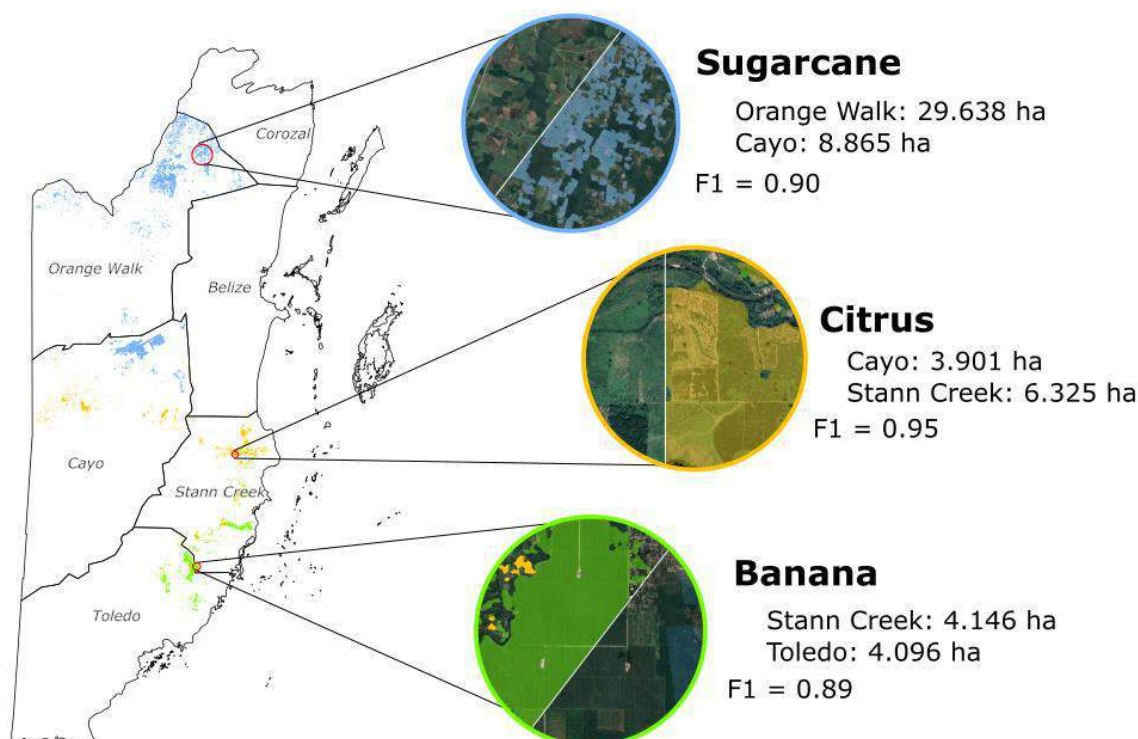 Sugarcane
Orange Walk: 29.638 ha
Cayo: 8.865 ha
F1 = 0.90
Corozal
Orange Walk
Belize
Citrus
Cayo: 3.901 ha
Stann Creek: 6.325 ha
F1 = 0.95
Cayo
Stann Creek
Banana
Stann Creek: 4.146 ha
Toledo: 4.096 ha
F1 = 0.89
Toledo